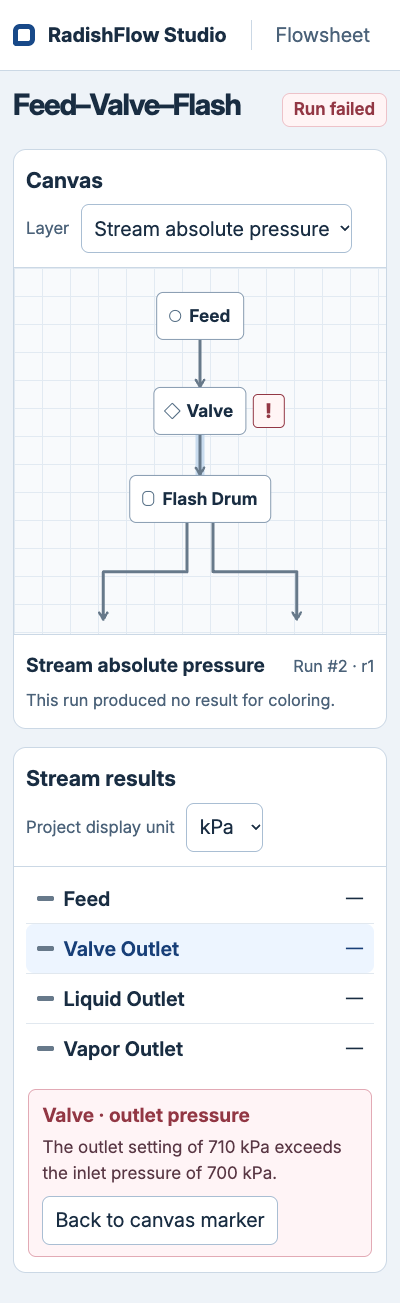 RadishFlow Studio
Flowsheet
Feed–Valve–Flash
Run failed
Canvas
Layer
Stream absolute pressure
Feed
Valve
!
Flash Drum
Stream absolute pressure
Run #2 · r1
This run produced no result for coloring.
Stream results
Project display unit
kPa
Feed —
Valve Outlet —
Liquid Outlet —
Vapor Outlet —
Valve · outlet pressure
The outlet setting of 710 kPa exceeds
the inlet pressure of 700 kPa.
Back to canvas marker